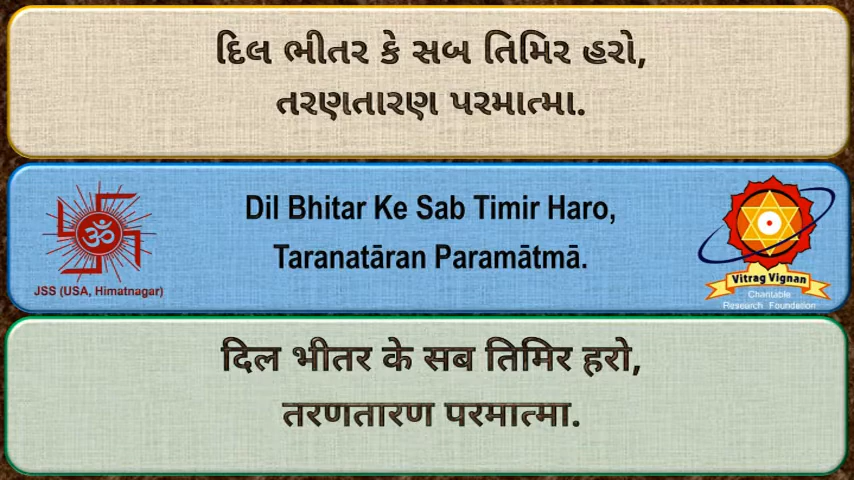 દિલ ભીતર કે સબ તિમિર હરો,
તરણતારણ પરમાત્મા.
Dil Bhitar Ke Sab Timir Haro,
Taranatāran Paramātmā.
ૐ
JSS (USA, Himatnagar)
Vitrag Vignan
Charitable
Research Foundation
दिल भीतर के सब तिमिर हरो,
तरणतारण परमात्मा.